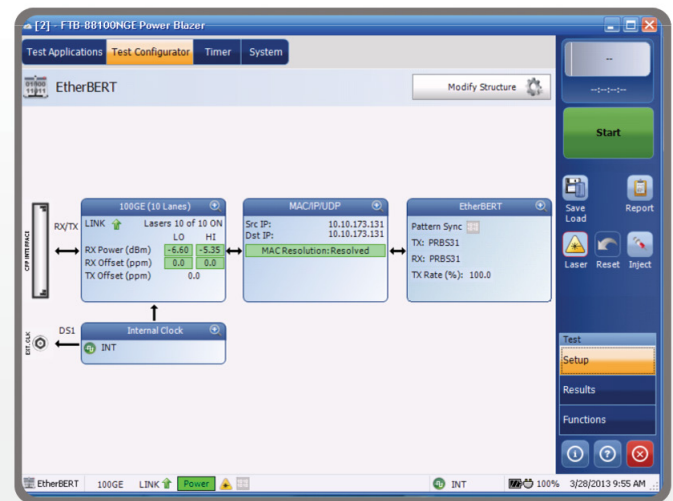 [2] - FTB-88100NGE Power Blazer
Test Applications Test Configurator Timer System
--
--:--:--
EtherBERT
Modify Structure
Start
Save
Load
Report
Laser Reset Inject
CFP INTERFACE
RX/TX
100GE (10 Lanes)
LINK Lasers 10 of 10 ON
LO HI
RX Power (dBm) -6.60 -5.35
RX Offset (ppm) 0.0 0.0
TX Offset (ppm) 0.0
MAC/IP/UDP
Src IP: 10.10.173.131
Dst IP: 10.10.173.131
MAC Resolution:Resolved
EtherBERT
Pattern Sync
TX: PRBS31
RX: PRBS31
TX Rate (%): 100.0
EXT. CLK
DS1
Internal Clock
INT
Test
Setup
Results
Functions
EtherBERT 100GE LINK Power INT 100% 3/28/2013 9:55 AM